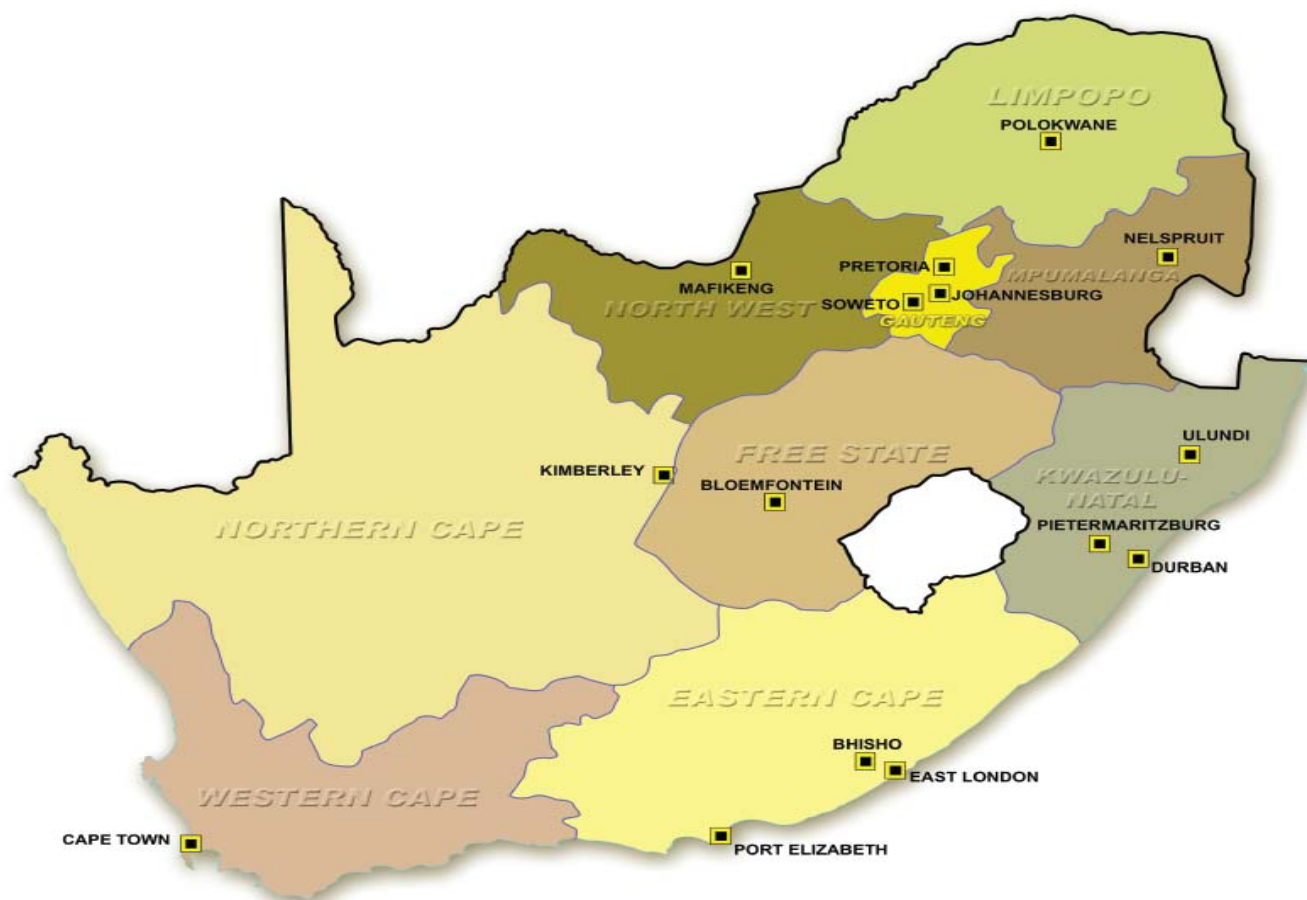 LIMPOPO
POLOKWANE
NELSPRUIT
PRETORIA
MPUMALANGA
MAFIKENG
JOHANNESBURG
SOWETO
NORTH WEST
GAUTENG
ULUNDI
FREE STATE
KIMBERLEY
KWAZULU-
NATAL
BLOEMFONTEIN
NORTHERN CAPE
PIETERMARITZBURG
DURBAN
EASTERN CAPE
BHISHO
EAST LONDON
WESTERN CAPE
CAPE TOWN
PORT ELIZABETH